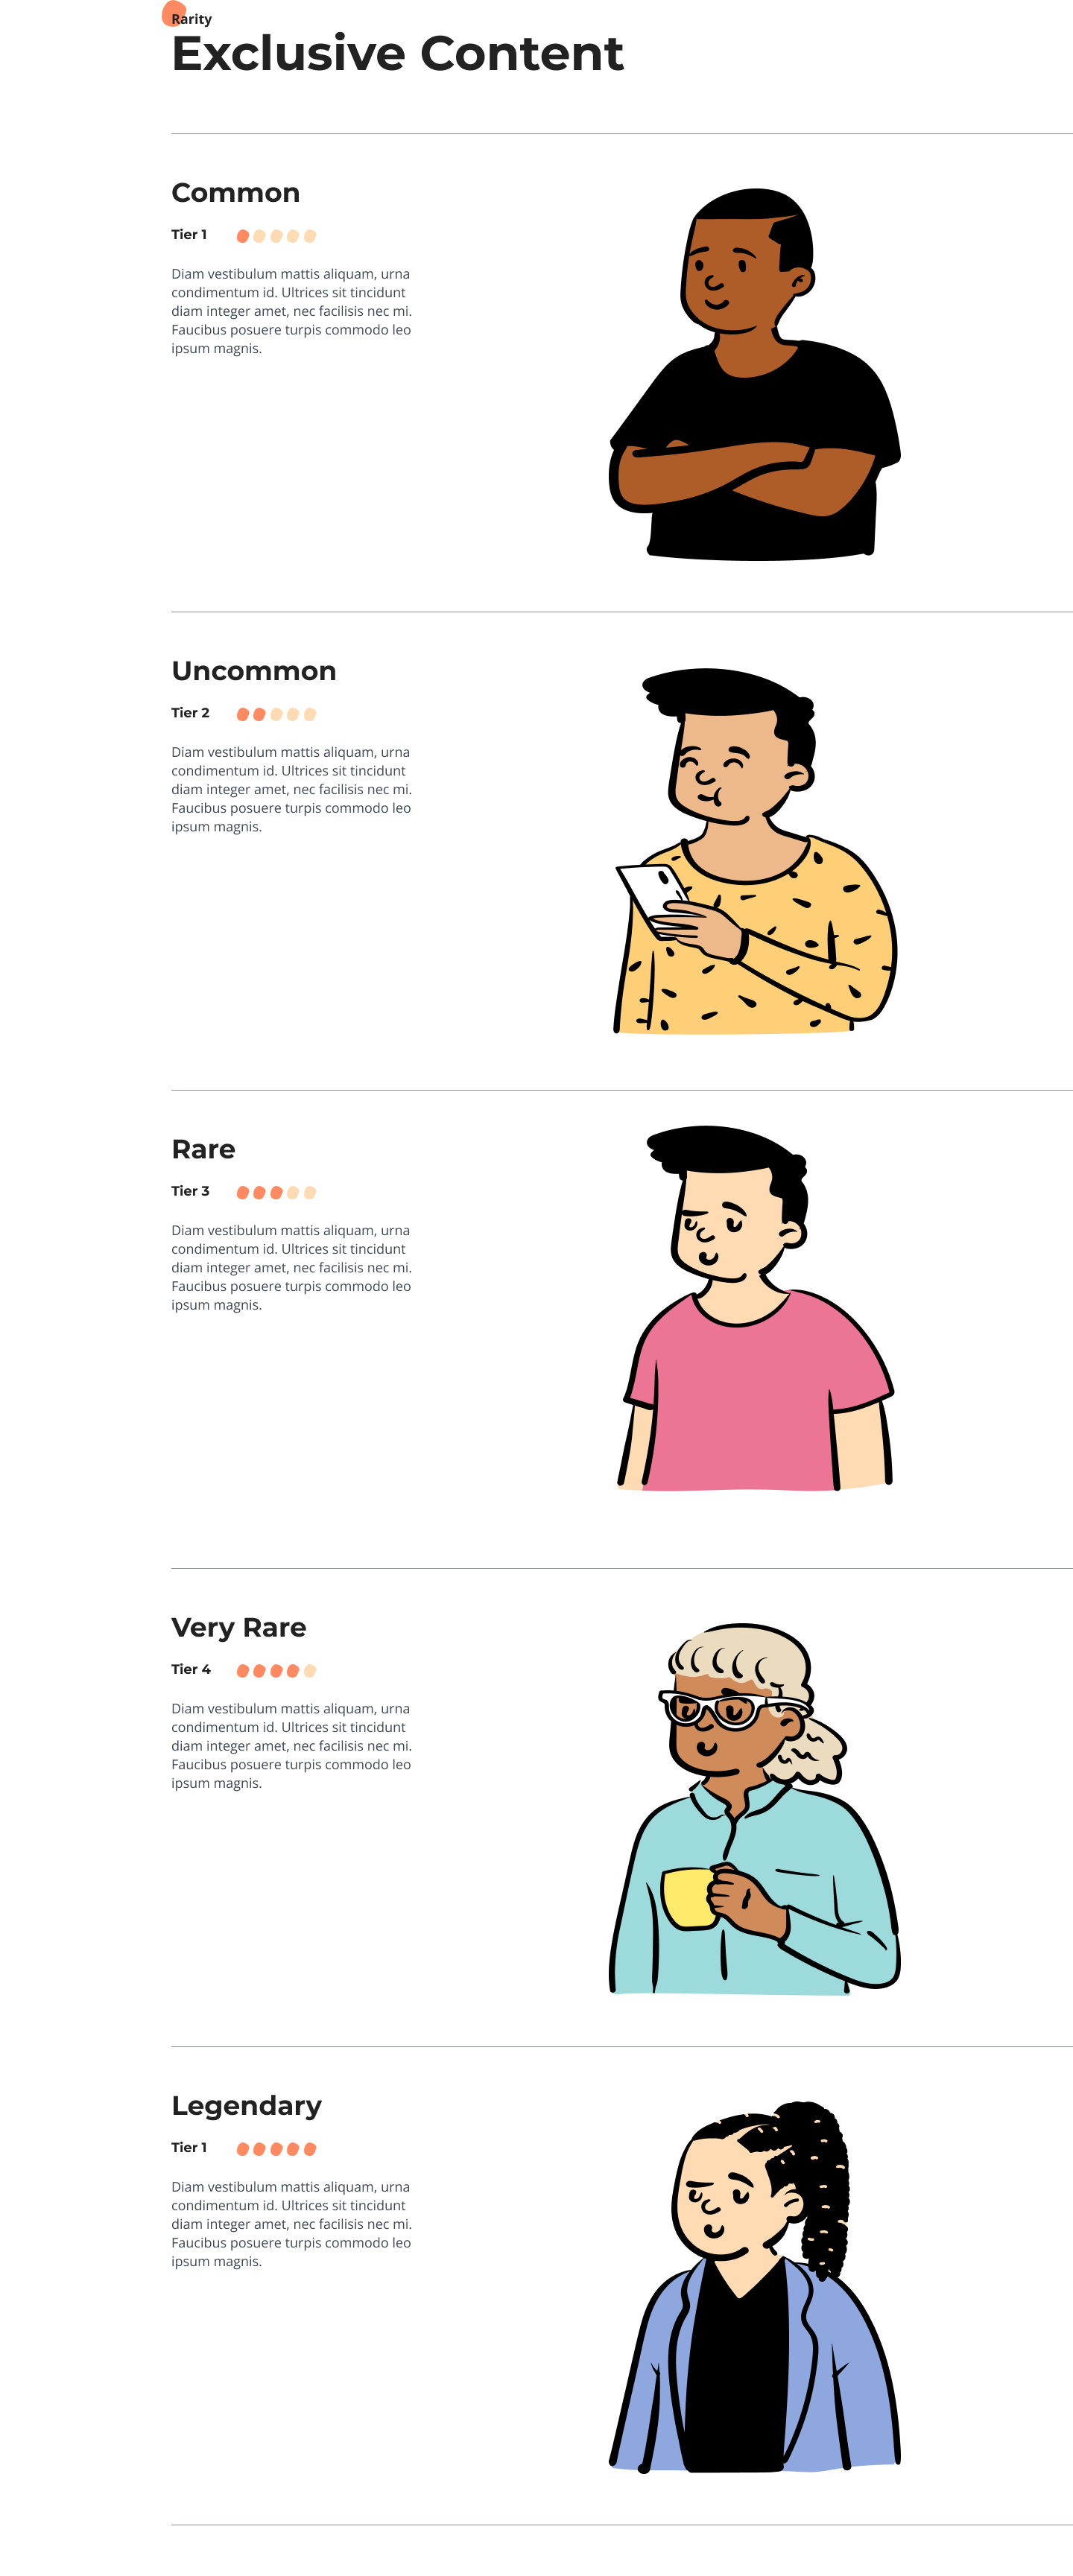 Rarity
Exclusive Content
Common
Tier 1
Diam vestibulum mattis aliquam, urna
condimentum id. Ultrices sit tincidunt
diam integer amet, nec facilisis nec mi.
Faucibus posuere turpis commodo leo
ipsum magnis.
Uncommon
Tier 2
Diam vestibulum mattis aliquam, urna
condimentum id. Ultrices sit tincidunt
diam integer amet, nec facilisis nec mi.
Faucibus posuere turpis commodo leo
ipsum magnis.
Rare
Tier 3
Diam vestibulum mattis aliquam, urna
condimentum id. Ultrices sit tincidunt
diam integer amet, nec facilisis nec mi.
Faucibus posuere turpis commodo leo
ipsum magnis.
Very Rare
Tier 4
Diam vestibulum mattis aliquam, urna
condimentum id. Ultrices sit tincidunt
diam integer amet, nec facilisis nec mi.
Faucibus posuere turpis commodo leo
ipsum magnis.
Legendary
Tier 1
Diam vestibulum mattis aliquam, urna
condimentum id. Ultrices sit tincidunt
diam integer amet, nec facilisis nec mi.
Faucibus posuere turpis commodo leo
ipsum magnis.